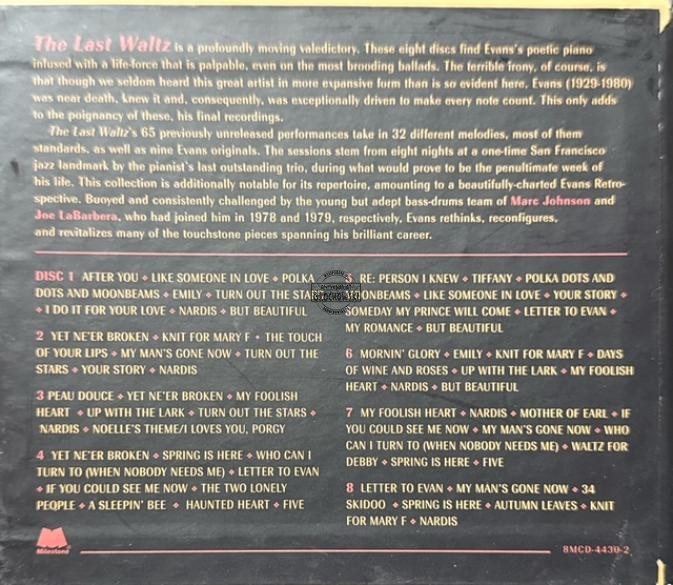 The Last Waltz is a profoundly moving valedictory. These eight discs find Evans's poetic piano
infused with a life-force that is palpable, even on the most brooding ballads. The terrible irony, of course, is
that though we seldom heard this great artist in more expansive form than is so evident here, Evans (1929-1980)
was near death, knew it and, consequently, was exceptionally driven to make every note count. This only adds
to the poignancy of these, his final recordings.
The Last Waltz's 65 previously unreleased performances take in 32 different melodies, most of them
standards, as well as nine Evans originals. The sessions stem from eight nights at a one-time San Francisco
jazz landmark by the pianist's last outstanding trio, during what would prove to be the penultimate week of
his life. This collection is additionally notable for its repertoire, amounting to a beautifully-charted Evans Retro-
spective. Buoyed and consistently challenged by the young but adept bass-drums team of Marc Johnson and
Joe LaBarbera, who had joined him in 1978 and 1979, respectively, Evans rethinks, reconfigures,
and revitalizes many of the touchstone pieces spanning his brilliant career.
DISC 1 AFTER YOU ⬥ LIKE SOMEONE IN LOVE ⬥ POLKA
DOTS AND MOONBEAMS ⬥ EMILY ⬥ TURN OUT THE STARS
⬥ I DO IT FOR YOUR LOVE ⬥ NARDIS ⬥ BUT BEAUTIFUL
2 YET NE'ER BROKEN ⬥ KNIT FOR MARY F ⬥ THE TOUCH
OF YOUR LIPS ⬥ MY MAN'S GONE NOW ⬥ TURN OUT THE
STARS ⬥ YOUR STORY ⬥ NARDIS
3 PEAU DOUCE ⬥ YET NE'ER BROKEN ⬥ MY FOOLISH
HEART ⬥ UP WITH THE LARK ⬥ TURN OUT THE STARS ⬥
NARDIS ⬥ NOELLE'S THEME/I LOVES YOU, PORGY
4 YET NE'ER BROKEN ⬥ SPRING IS HERE ⬥ WHO CAN I
TURN TO (WHEN NOBODY NEEDS ME) ⬥ LETTER TO EVAN
⬥ IF YOU COULD SEE ME NOW ⬥ THE TWO LONELY
PEOPLE ⬥ A SLEEPIN' BEE ⬥ HAUNTED HEART ⬥ FIVE
5 RE: PERSON I KNEW ⬥ TIFFANY ⬥ POLKA DOTS AND
MOONBEAMS ⬥ LIKE SOMEONE IN LOVE ⬥ YOUR STORY ⬥
SOMEDAY MY PRINCE WILL COME ⬥ LETTER TO EVAN ⬥
MY ROMANCE ⬥ BUT BEAUTIFUL
6 MORNIN' GLORY ⬥ EMILY ⬥ KNIT FOR MARY F ⬥ DAYS
OF WINE AND ROSES ⬥ UP WITH THE LARK ⬥ MY FOOLISH
HEART ⬥ NARDIS ⬥ BUT BEAUTIFUL
7 MY FOOLISH HEART ⬥ NARDIS ⬥ MOTHER OF EARL ⬥ IF
YOU COULD SEE ME NOW ⬥ MY MAN'S GONE NOW ⬥ WHO
CAN I TURN TO (WHEN NOBODY NEEDS ME) ⬥ WALTZ FOR
DEBBY ⬥ SPRING IS HERE ⬥ FIVE
8 LETTER TO EVAN ⬥ MY MAN'S GONE NOW ⬥ 34
SKIDOO ⬥ SPRING IS HERE ⬥ AUTUMN LEAVES ⬥ KNIT
FOR MARY F ⬥ NARDIS
Milestone
8MCD-4430-2